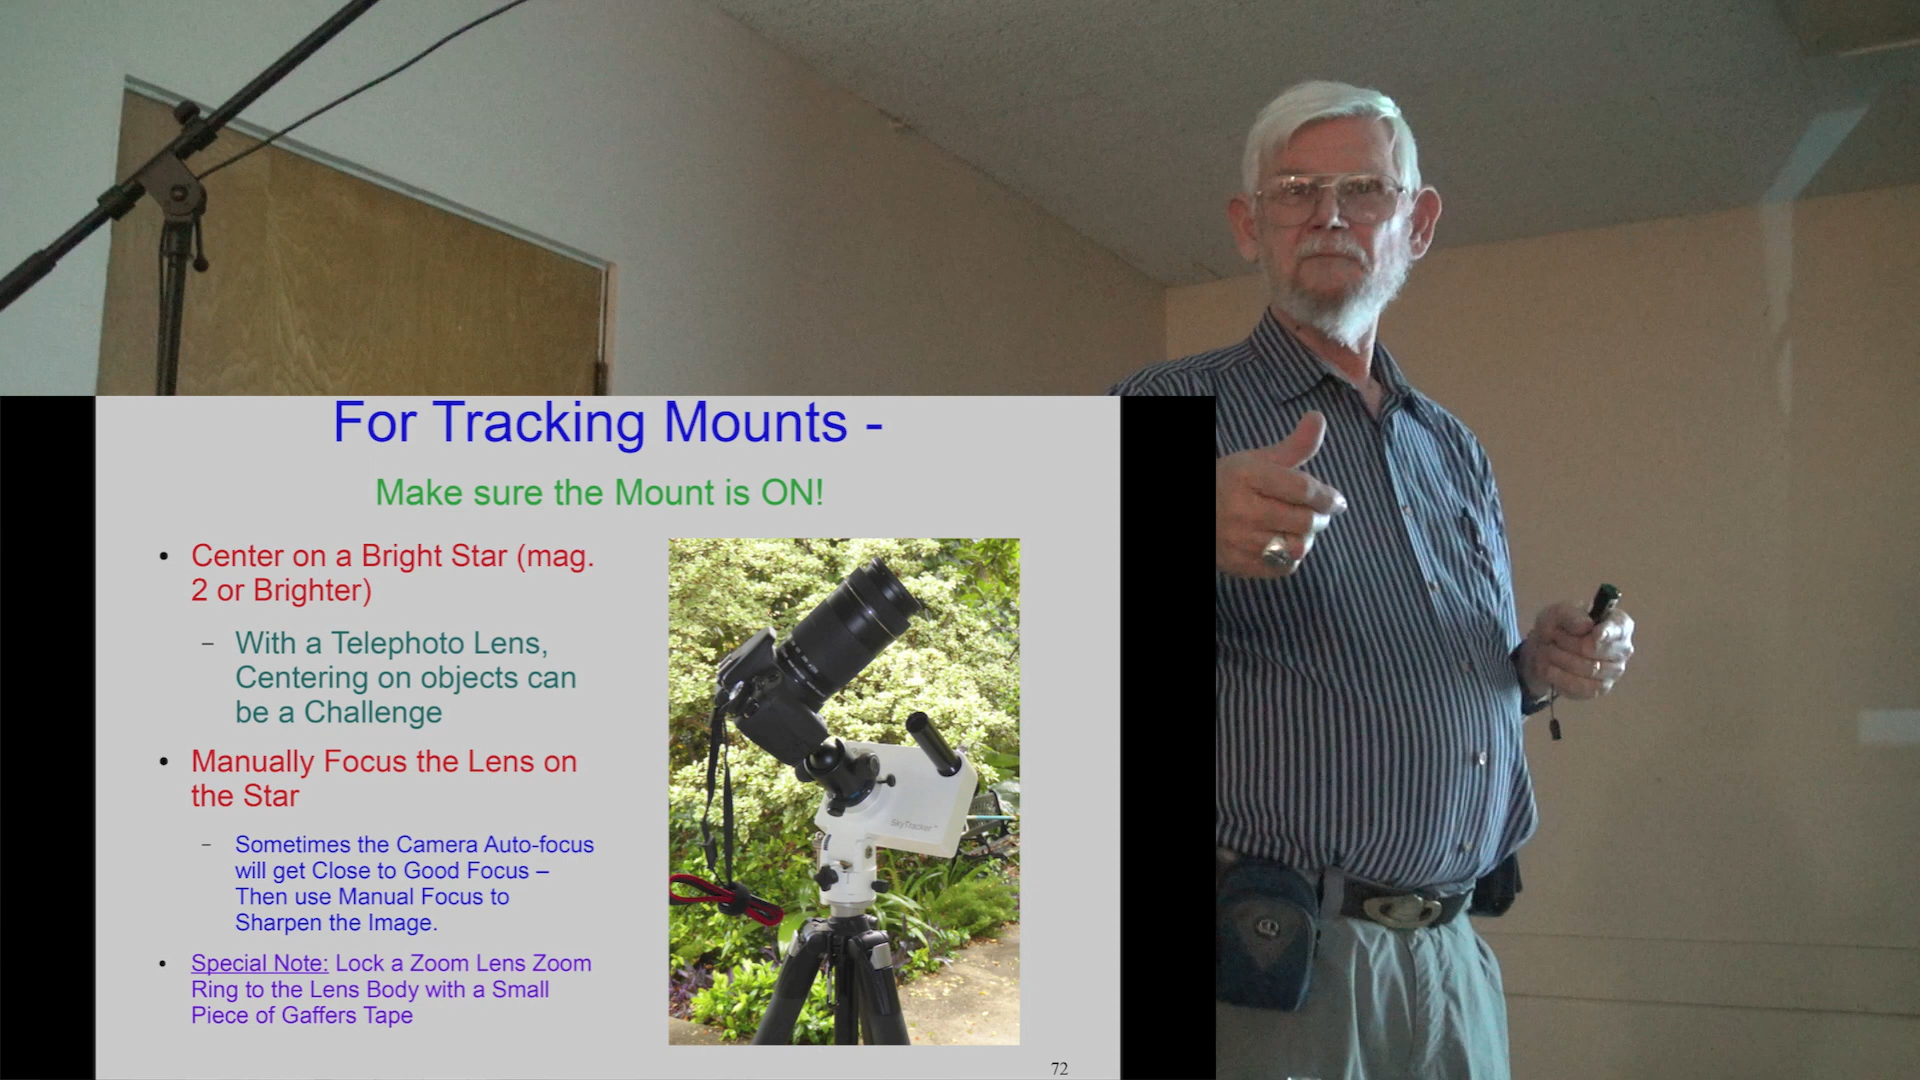 For Tracking Mounts -
Make sure the Mount is ON!
• Center on a Bright Star (mag.
2 or Brighter)
– With a Telephoto Lens,
Centering on objects can
be a Challenge
• Manually Focus the Lens on
the Star
– Sometimes the Camera Auto-focus
will get Close to Good Focus –
Then use Manual Focus to
Sharpen the Image.
• Special Note: Lock a Zoom Lens Zoom
Ring to the Lens Body with a Small
Piece of Gaffers Tape
SkyTracker™
72